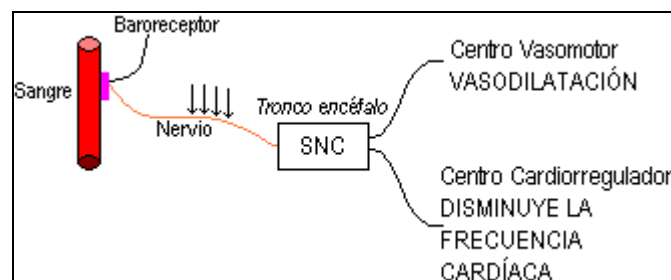 Baroreceptor
Sangre
Nervio
Tronco encéfalo
SNC
Centro Vasomotor
VASODILATACIÓN
Centro Cardiorregulador
DISMINUYE LA
FRECUENCIA
CARDÍACA